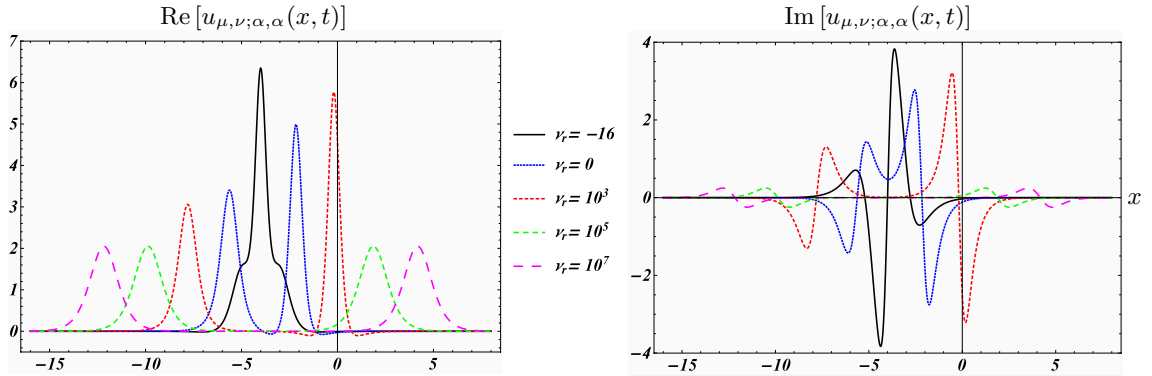 Re [u_{μ,ν;α,α}(x, t)]
Im [u_{μ,ν;α,α}(x, t)]
7
6
5
4
3
2
1
0
−15
−10
−5
0
5
ν_r = −16
ν_r = 0
ν_r = 10^3
ν_r = 10^5
ν_r = 10^7
4
2
0
−2
−4
−15
−10
−5
0
5
x